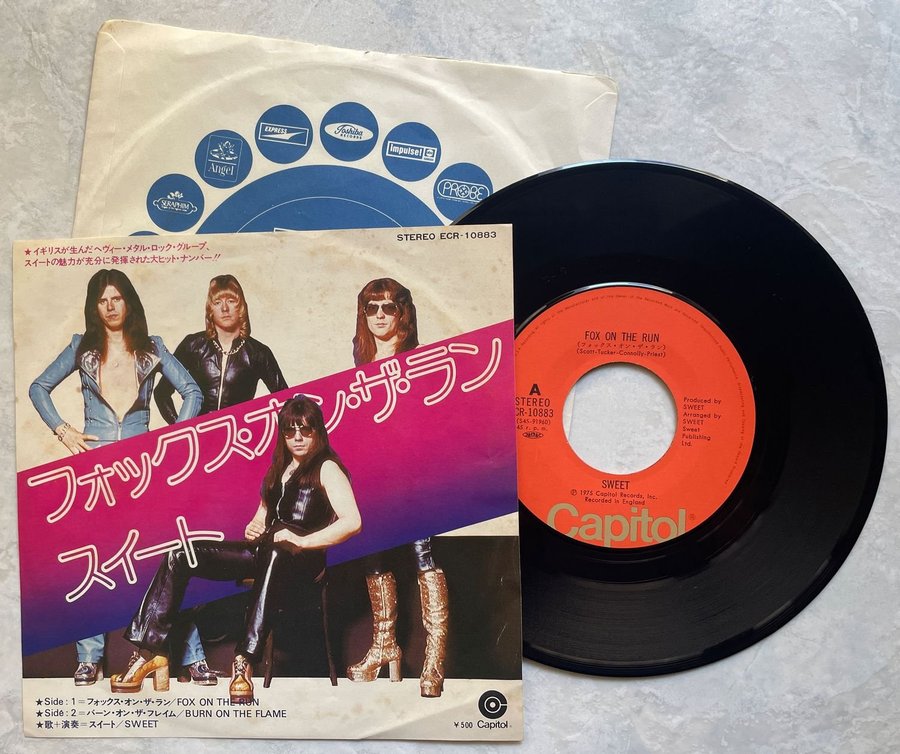 SERAPHIM
Angel
EXPRESS
Toshiba
RECORDS
Impulse!
PROBE
STEREO ECR-10883
★イギリスが生んだヘヴィー・メタル・ロック・グループ、
スイートの魅力が充分に発揮された大ヒット・ナンバー!!
フォックス・オン・ザ・ラン
スイート
★Side:1=フォックス・オン・ザ・ラン/FOX ON THE RUN
★Side:2=バーン・オン・ザ・フレイム/BURN ON THE FLAME
★歌+演奏=スイート/SWEET
¥500
Capitol
FOX ON THE RUN
(フォックス・オン・ザ・ラン)
(Scott-Tucker-Connolly-Priest)
A
STEREO
CR-10883
(S45-91960)
45 r.p.m.
Produced by
SWEET
Arranged by
SWEET
Sweet
Publishing
Ltd.
SWEET
℗ 1975 Capitol Records, Inc.
Recorded in England
Capitol®